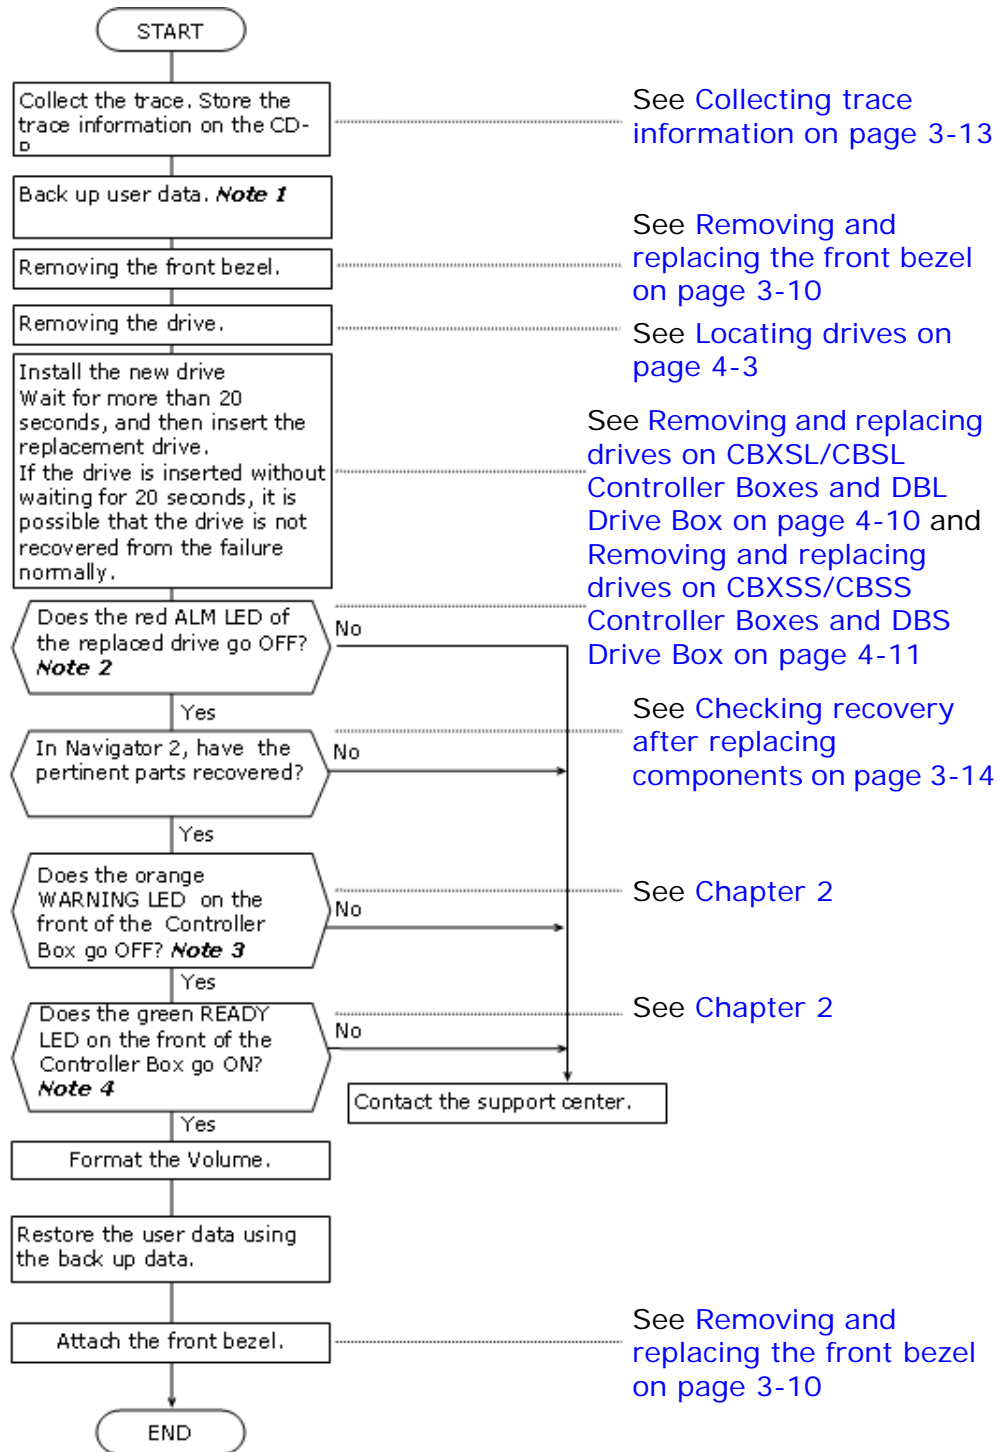 START
Collect the trace. Store the
trace information on the CD-
R
See Collecting trace
information on page 3-13
Back up user data. Note 1
Removing the front bezel.
See Removing and
replacing the front bezel
on page 3-10
Removing the drive.
See Locating drives on
page 4-3
Install the new drive
Wait for more than 20
seconds, and then insert the
replacement drive.
If the drive is inserted without
waiting for 20 seconds, it is
possible that the drive is not
recovered from the failure
normally.
See Removing and replacing
drives on CBXSL/CBSL
Controller Boxes and DBL
Drive Box on page 4-10 and
Removing and replacing
drives on CBXSS/CBSS
Controller Boxes and DBS
Drive Box on page 4-11
Does the red ALM LED of
the replaced drive go OFF?
Note 2
No
Yes
In Navigator 2, have the
pertinent parts recovered?
No
See Checking recovery
after replacing
components on page 3-14
Yes
Does the orange
WARNING LED on the
front of the Controller
Box go OFF? Note 3
No
See Chapter 2
Yes
Does the green READY
LED on the front of the
Controller Box go ON?
Note 4
No
See Chapter 2
Contact the support center.
Yes
Format the Volume.
Restore the user data using
the back up data.
Attach the front bezel.
See Removing and
replacing the front bezel
on page 3-10
END